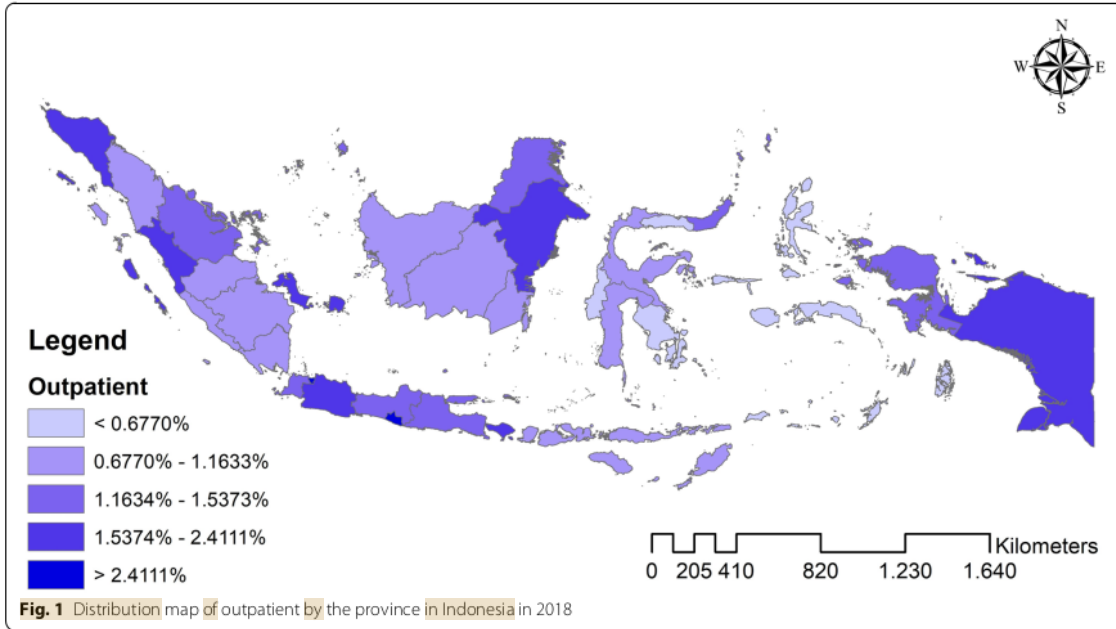 N
W E
S
Legend
Outpatient
< 0.6770%
0.6770% - 1.1633%
1.1634% - 1.5373%
1.5374% - 2.4111%
> 2.4111%
Kilometers
0 205 410 820 1.230 1.640
Fig. 1 Distribution map of outpatient by the province in Indonesia in 2018